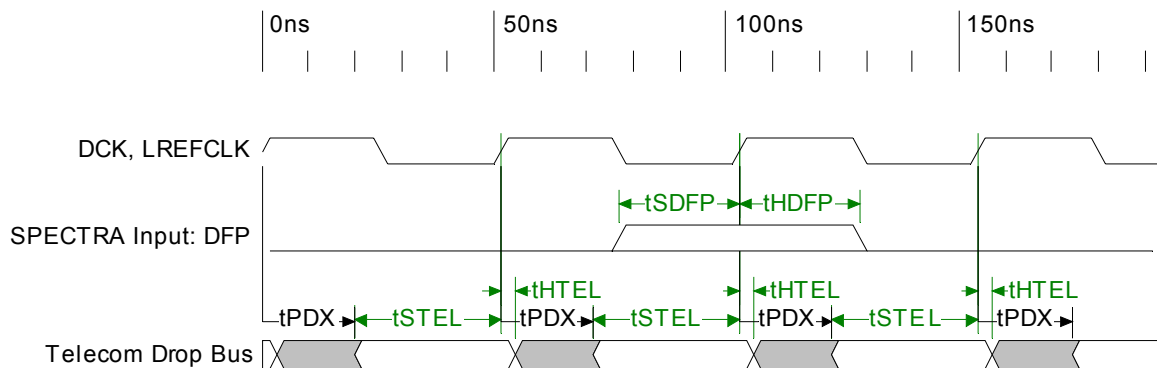 0ns 50ns 100ns 150ns
DCK, LREFCLK
tSDFP tHDFP
SPECTRA Input: DFP
tHTEL tHTEL tHTEL
tPDX tSTEL tPDX tSTEL tPDX tSTEL tPDX
Telecom Drop Bus